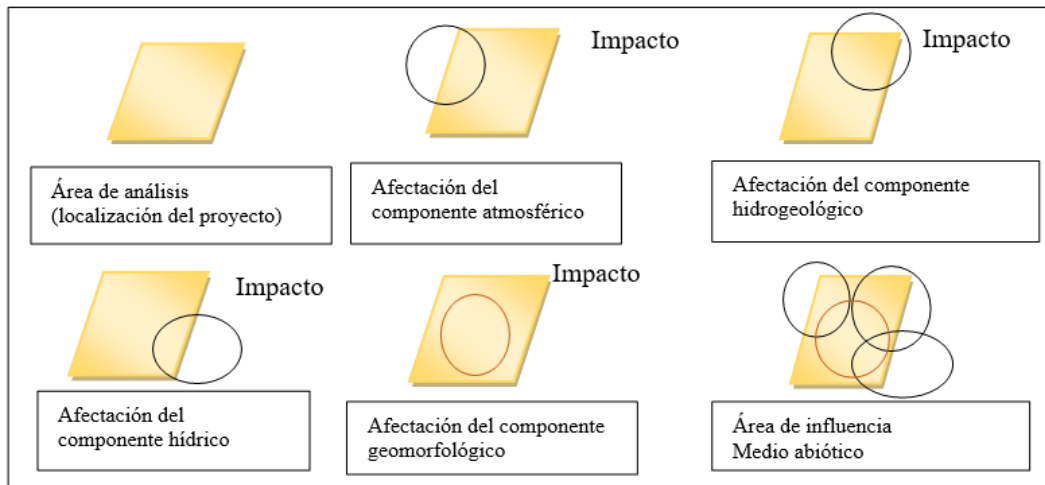 Impacto
Impacto
Área de análisis
(localización del proyecto)
Afectación del
componente atmosférico
Afectación del componente
hidrogeológico
Impacto
Impacto
Afectación del
componente hídrico
Afectación del componente
geomorfológico
Área de influencia
Medio abiótico